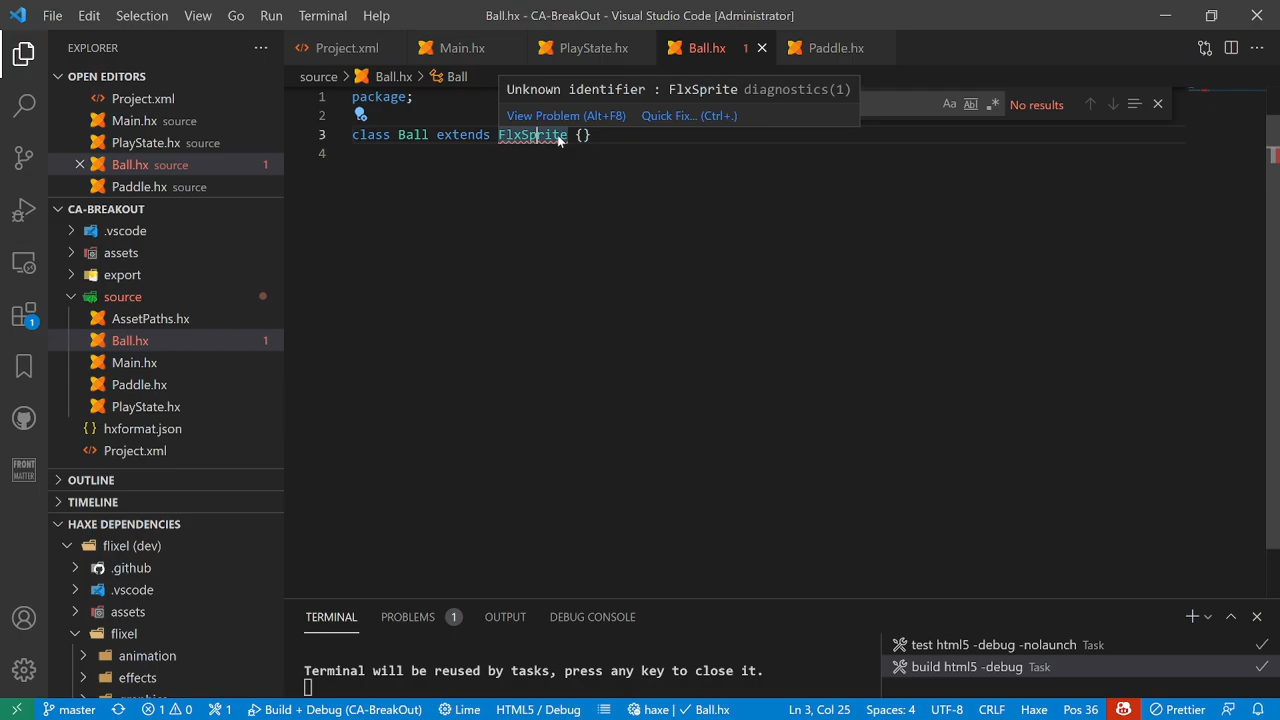 File Edit Selection View Go Run Terminal Help
Ball.hx - CA-BreakOut - Visual Studio Code [Administrator]
EXPLORER
Project.xml
Main.hx
PlayState.hx
Ball.hx 1
Paddle.hx
OPEN EDITORS
Project.xml
Main.hx source
PlayState.hx source
Ball.hx source 1
Paddle.hx source
CA-BREAKOUT
.vscode
assets
export
source
AssetPaths.hx
Ball.hx 1
Main.hx
Paddle.hx
PlayState.hx
hxformat.json
Project.xml
OUTLINE
TIMELINE
HAXE DEPENDENCIES
flixel (dev)
.github
.vscode
assets
flixel
animation
effects
1
FRONT
MATTER
source > Ball.hx > Ball
Unknown identifier : FlxSprite diagnostics(1)
View Problem (Alt+F8) Quick Fix... (Ctrl+.)
Aa Abl .* No results
1 package;
2
3 class Ball extends FlxSprite {}
4
TERMINAL PROBLEMS 1 OUTPUT DEBUG CONSOLE
Terminal will be reused by tasks, press any key to close it.
test html5 -debug -nolaunch Task
build html5 -debug Task
master 1 0 1 Build + Debug (CA-BreakOut) Lime HTML5 / Debug haxe | Ball.hx Ln 3, Col 25 Spaces: 4 UTF-8 CRLF Haxe Pos 36 Prettier